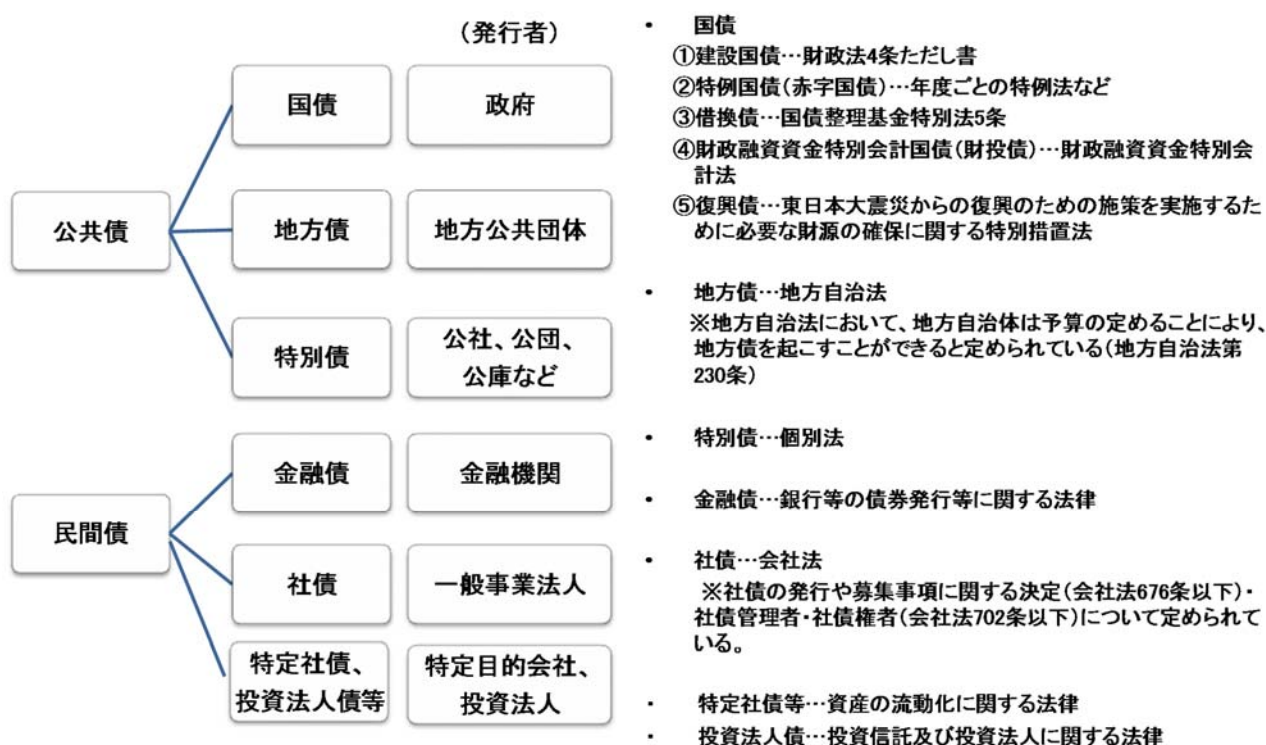 （発行者）
国債
政府
公共債
地方債
地方公共団体
特別債
公社、公団、
公庫など
金融債
金融機関
民間債
社債
一般事業法人
特定社債、
投資法人債等
特定目的会社、
投資法人
・ 国債
①建設国債…財政法4条ただし書
②特例国債（赤字国債）…年度ごとの特例法など
③借換債…国債整理基金特別法5条
④財政融資資金特別会計国債（財投債）…財政融資資金特別会
計法
⑤復興債…東日本大震災からの復興のための施策を実施するた
めに必要な財源の確保に関する特別措置法
・ 地方債…地方自治法
※地方自治法において、地方自治体は予算の定めることにより、
地方債を起こすことができると定められている（地方自治法第
230条）
・ 特別債…個別法
・ 金融債…銀行等の債券発行等に関する法律
・ 社債…会社法
※社債の発行や募集事項に関する決定（会社法676条以下）・
社債管理者・社債権者（会社法702条以下）について定められて
いる。
・ 特定社債等…資産の流動化に関する法律
・ 投資法人債…投資信託及び投資法人に関する法律